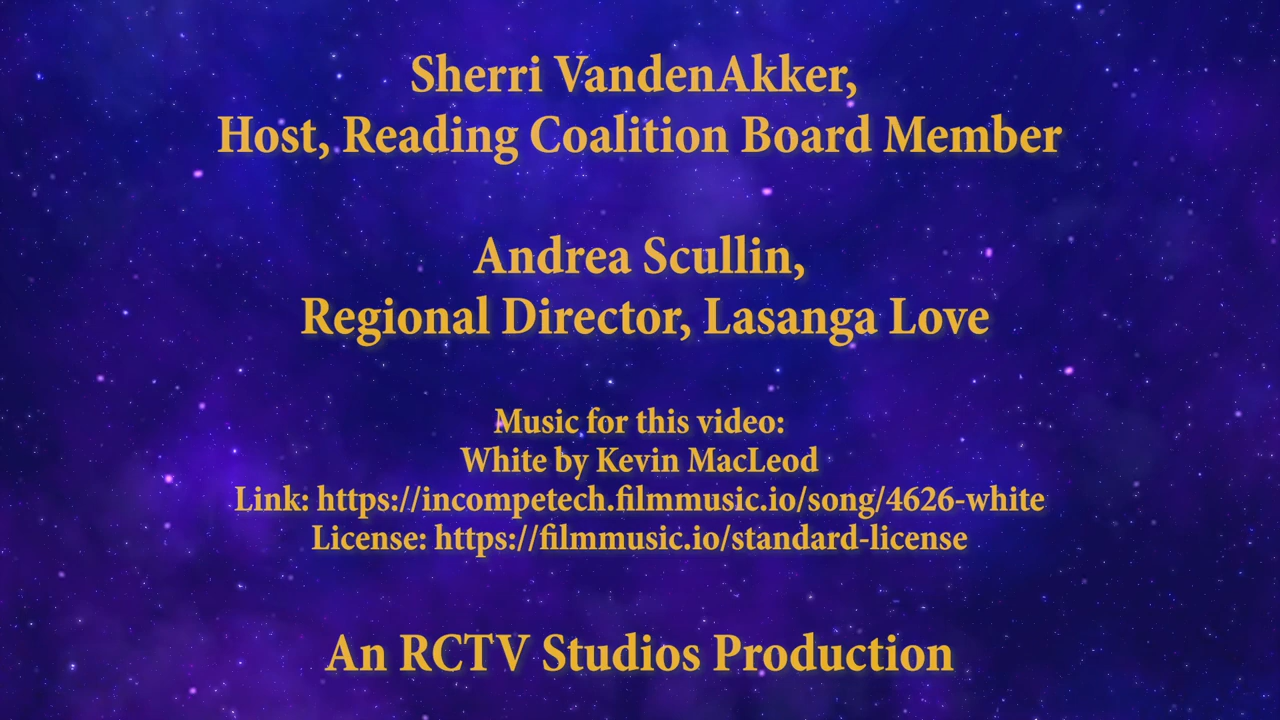 Sherri VandenAkker,
Host, Reading Coalition Board Member
Andrea Scullin,
Regional Director, Lasanga Love
Music for this video:
White by Kevin MacLeod
Link: https://incompetech.filmmusic.io/song/4626-white
License: https://filmmusic.io/standard-license
An RCTV Studios Production